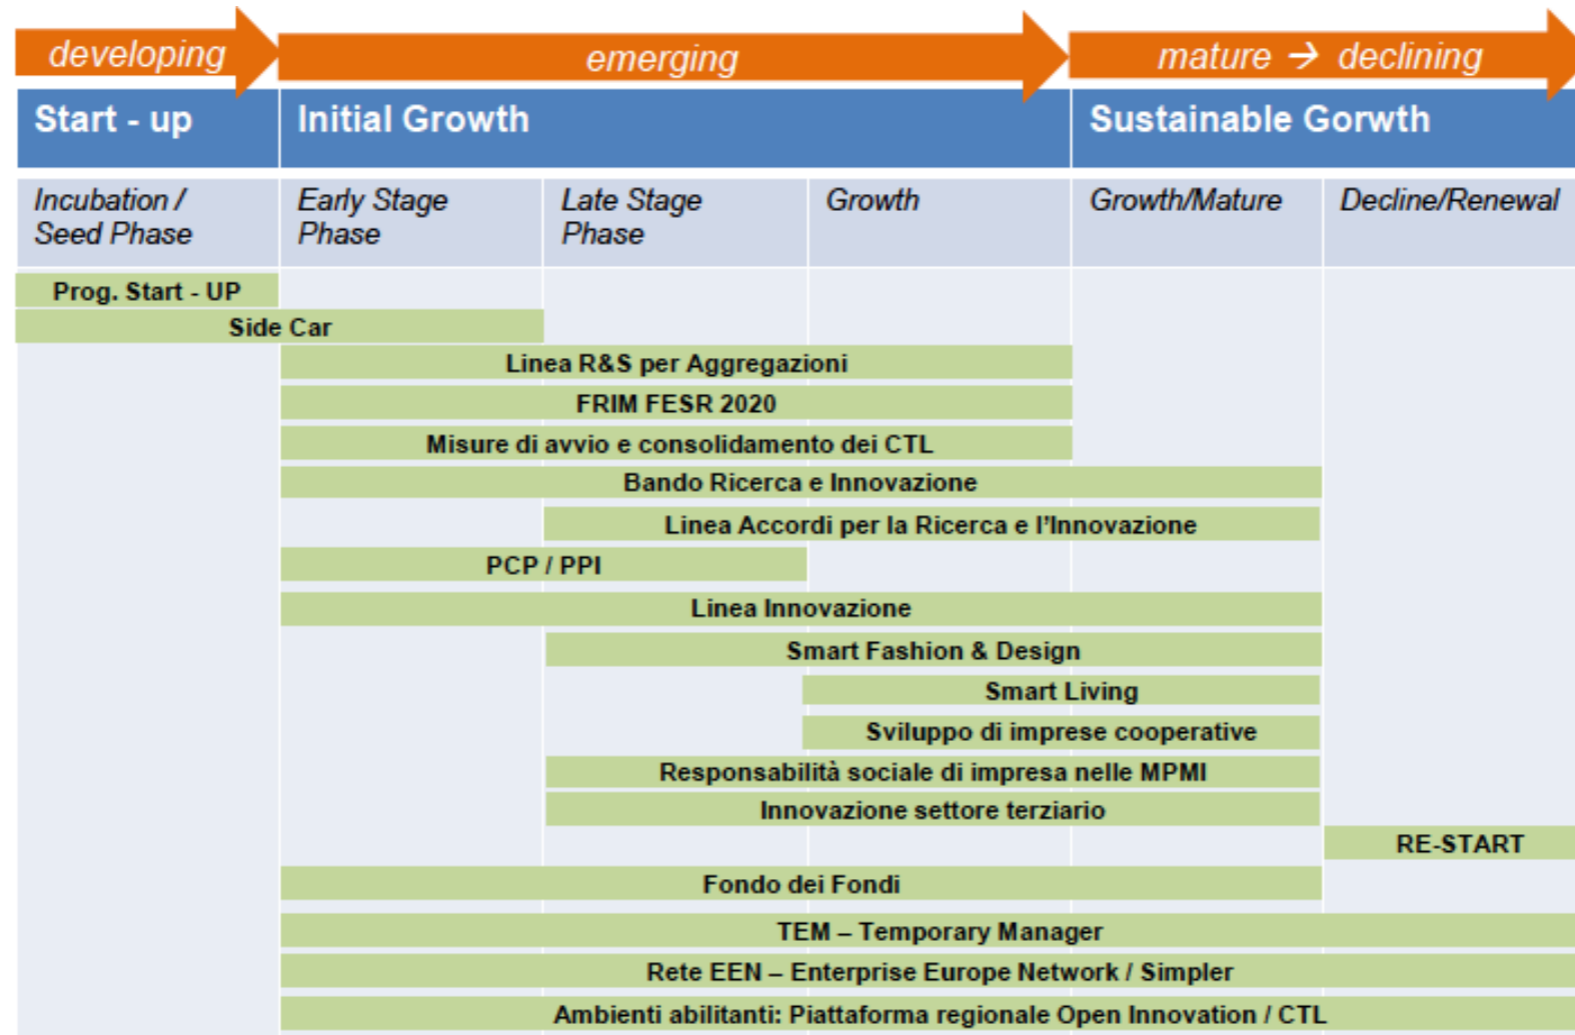 developing
emerging
mature → declining
Start - up
Initial Growth
Sustainable Gorwth
Incubation /
Seed Phase
Early Stage
Phase
Late Stage
Phase
Growth
Growth/Mature
Decline/Renewal
Prog. Start - UP
Side Car
Linea R&S per Aggregazioni
FRIM FESR 2020
Misure di avvio e consolidamento dei CTL
Bando Ricerca e Innovazione
Linea Accordi per la Ricerca e l'Innovazione
PCP / PPI
Linea Innovazione
Smart Fashion & Design
Smart Living
Sviluppo di imprese cooperative
Responsabilità sociale di impresa nelle MPMI
Innovazione settore terziario
RE-START
Fondo dei Fondi
TEM – Temporary Manager
Rete EEN – Enterprise Europe Network / Simpler
Ambienti abilitanti: Piattaforma regionale Open Innovation / CTL